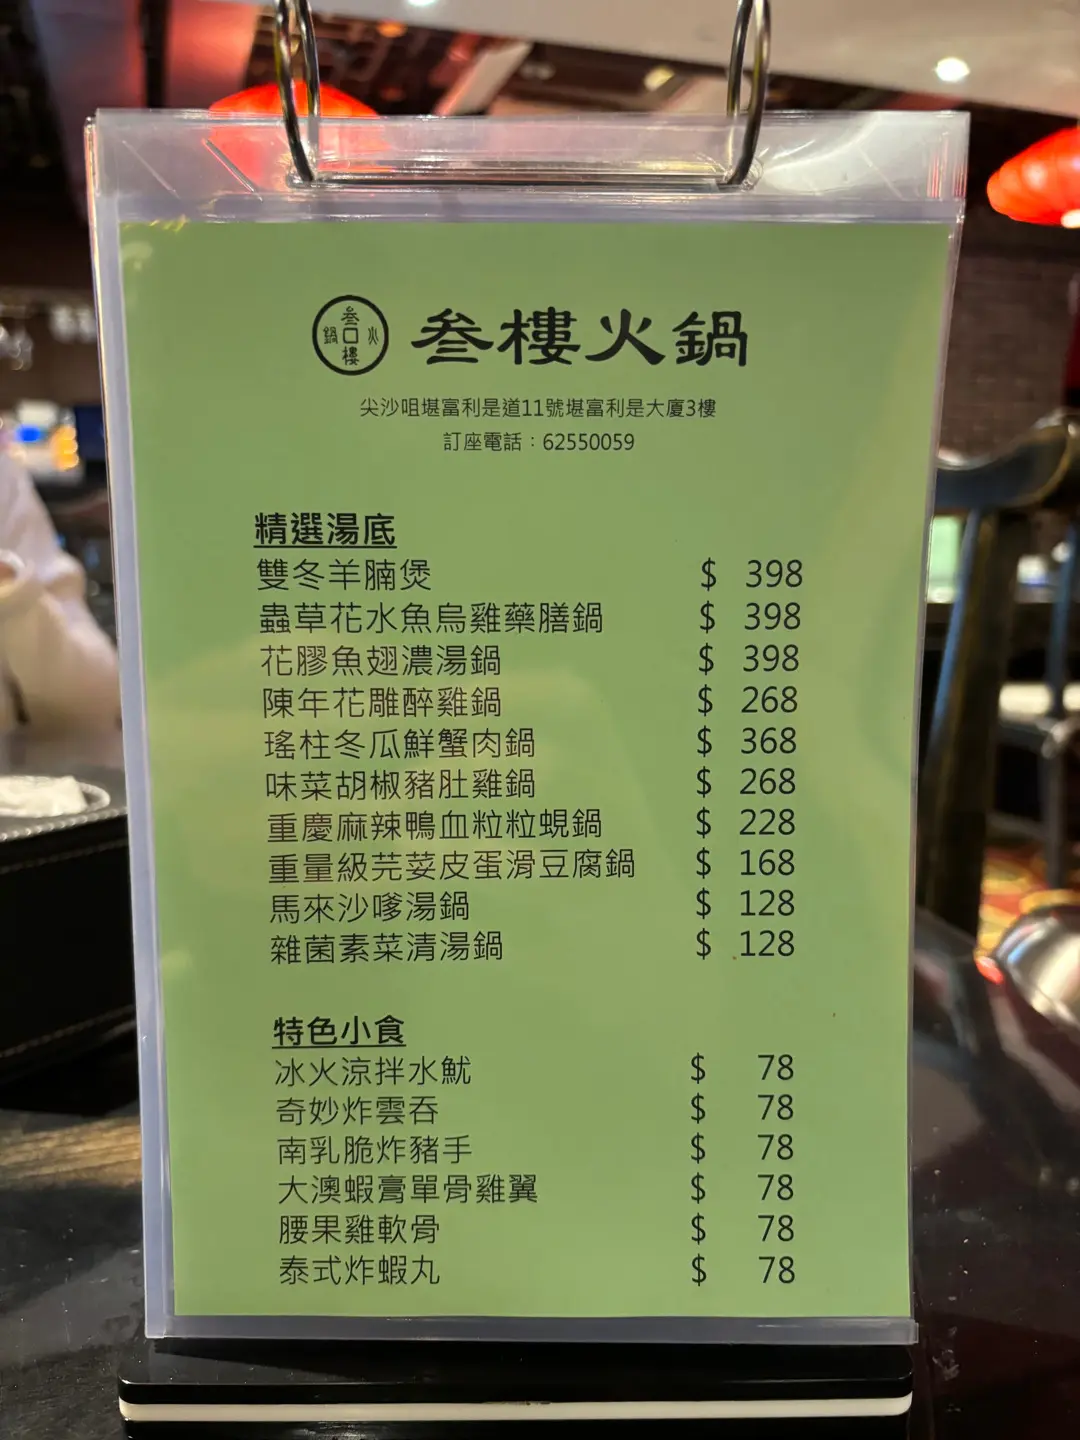 叁樓火鍋
叁樓火鍋
尖沙咀堪富利是道11號堪富利是大廈3樓
訂座電話：62550059
精選湯底
雙冬羊腩煲 $ 398
蟲草花水魚烏雞藥膳鍋 $ 398
花膠魚翅濃湯鍋 $ 398
陳年花雕醉雞鍋 $ 268
瑤柱冬瓜鮮蟹肉鍋 $ 368
味菜胡椒豬肚雞鍋 $ 268
重慶麻辣鴨血粒粒蜆鍋 $ 228
重量級芫荽皮蛋滑豆腐鍋 $ 168
馬來沙嗲湯鍋 $ 128
雜菌素菜清湯鍋 $ 128
特色小食
冰火涼拌水魷 $ 78
奇妙炸雲吞 $ 78
南乳脆炸豬手 $ 78
大澳蝦膏單骨雞翼 $ 78
腰果雞軟骨 $ 78
泰式炸蝦丸 $ 78